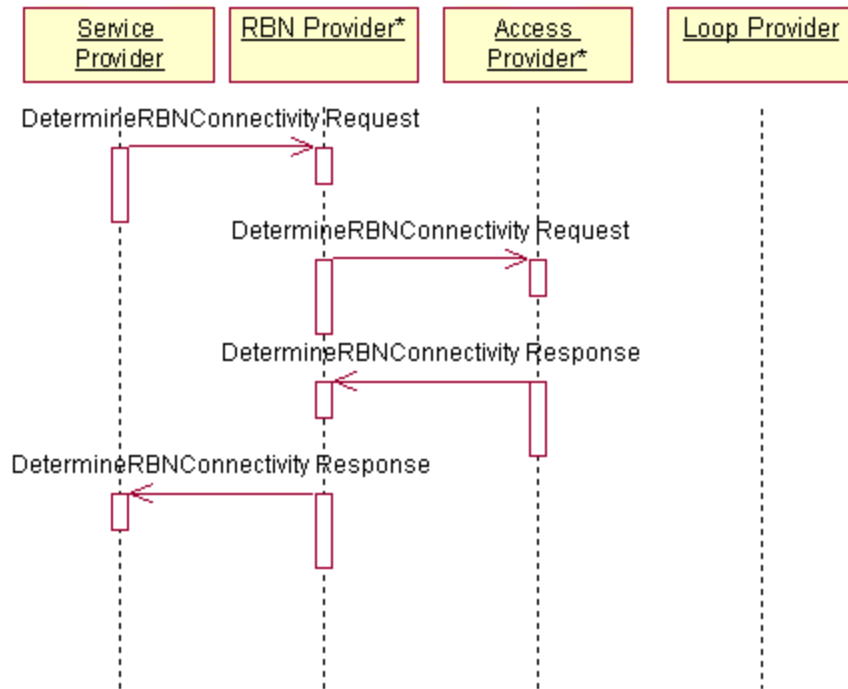 Service
Provider
RBN Provider*
Access
Provider*
Loop Provider
DetermineRBNConnectivity Request
DetermineRBNConnectivity Request
DetermineRBNConnectivity Response
DetermineRBNConnectivity Response